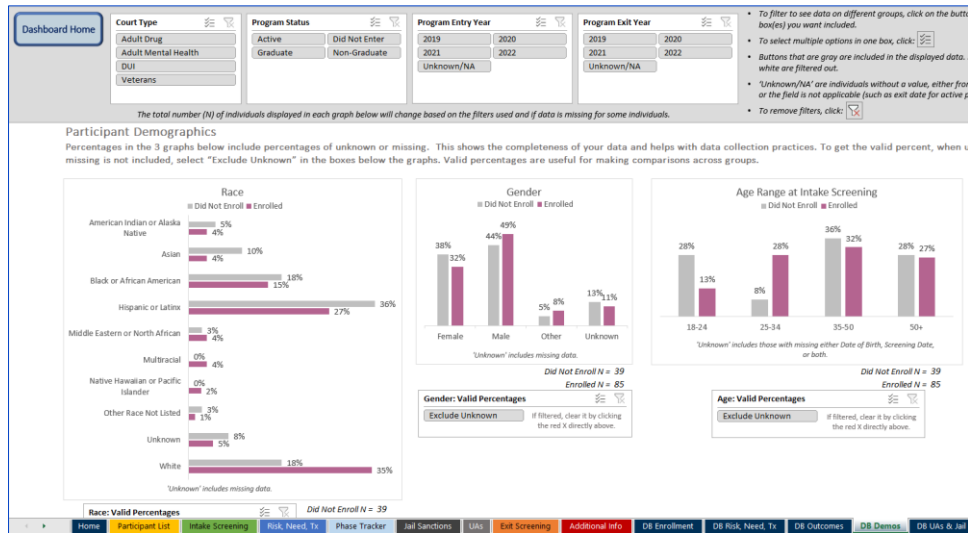 Dashboard Home
Court Type
Adult Drug
Adult Mental Health
DUI
Veterans
Program Status
Active
Did Not Enter
Graduate
Non-Graduate
Program Entry Year
2019
2020
2021
2022
Unknown/NA
Program Exit Year
2019
2020
2021
2022
Unknown/NA
• To filter to see data on different groups, click on the butto
box(es) you want included.
• To select multiple options in one box, click:
• Buttons that are gray are included in the displayed data.
white are filtered out.
• 'Unknown/NA' are individuals without a value, either from
or the field is not applicable (such as exit date for active p
• To remove filters, click:
The total number (N) of individuals displayed in each graph below will change based on the filters used and if data is missing for some individuals.
Participant Demographics
Percentages in the 3 graphs below include percentages of unknown or missing. This shows the completeness of your data and helps with data collection practices. To get the valid percent, when u
missing is not included, select "Exclude Unknown" in the boxes below the graphs. Valid percentages are useful for making comparisons across groups.
Race
Did Not Enroll Enrolled
American Indian or Alaska
Native
5%
4%
Asian
10%
4%
Black or African American
18%
15%
Hispanic or Latinx
36%
27%
Middle Eastern or North African
3%
4%
Multiracial
0%
4%
Native Hawaiian or Pacific
Islander
0%
2%
Other Race Not Listed
3%
1%
Unknown
8%
5%
White
18%
35%
'Unknown' includes missing data.
Race: Valid Percentages
Did Not Enroll N = 39
Gender
Did Not Enroll Enrolled
38%
32%
44%
49%
5%
8%
13%
11%
Female
Male
Other
Unknown
'Unknown' includes missing data.
Did Not Enroll N = 39
Enrolled N = 85
Gender: Valid Percentages
Exclude Unknown
If filtered, clear it by clicking
the red X directly above.
Age Range at Intake Screening
Did Not Enroll Enrolled
28%
13%
8%
28%
36%
32%
28%
27%
18-24
25-34
35-50
50+
'Unknown' includes those with missing either Date of Birth, Screening Date,
or both.
Did Not Enroll N = 39
Enrolled N = 85
Age: Valid Percentages
Exclude Unknown
If filtered, clear it by clicking
the red X directly above.
Home
Participant List
Intake Screening
Risk, Need, Tx
Phase Tracker
Jail Sanctions
UAs
Exit Screening
Additional Info
DB Enrollment
DB Risk, Need, Tx
DB Outcomes
DB Demos
DB UAs & Jail